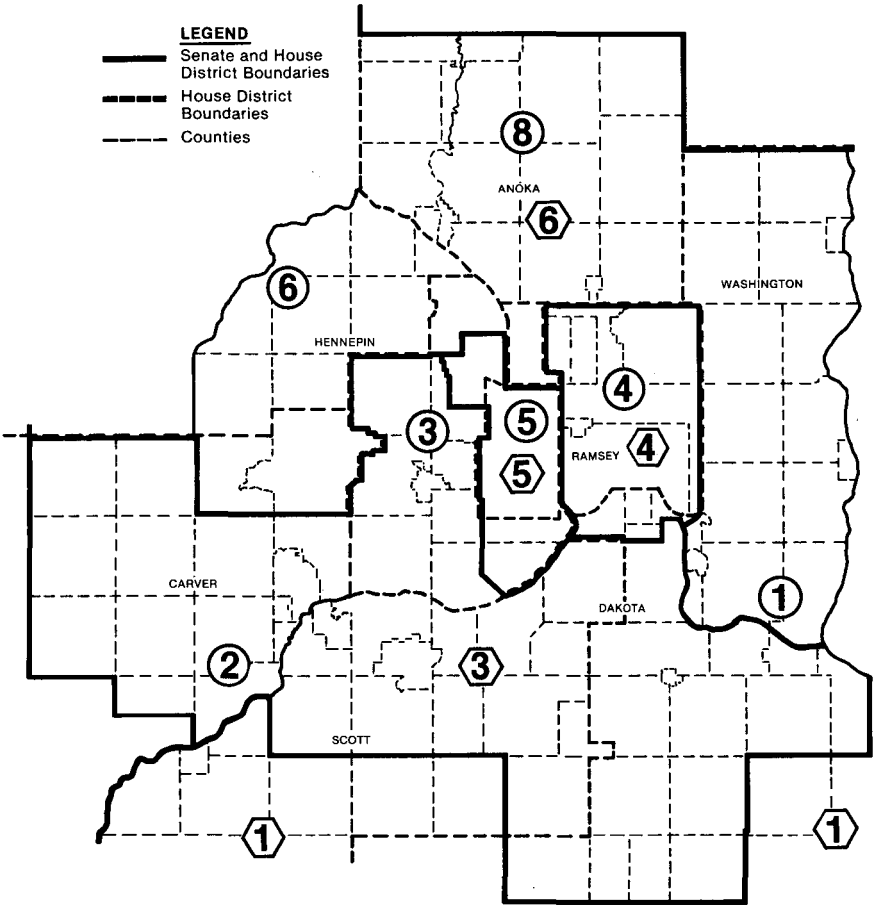 LEGEND
Senate and House
District Boundaries
House District
Boundaries
Counties
8
ANOKA
6
WASHINGTON
6
HENNEPIN
4
3
5
RAMSEY
4
5
CARVER
DAKOTA
1
2
3
SCOTT
1
1